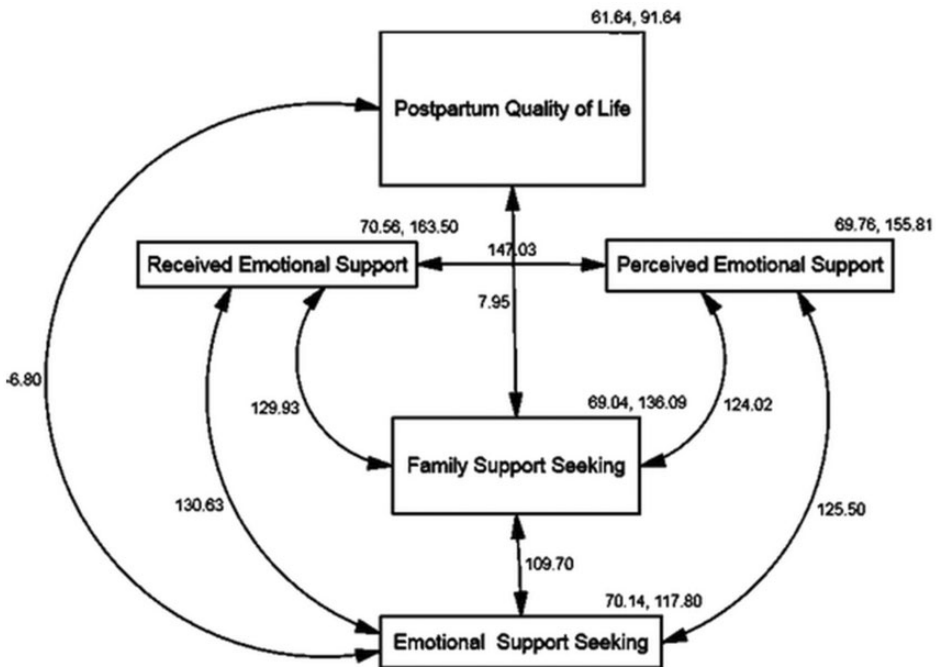 61.64, 91.64
Postpartum Quality of Life
70.56, 163.50
69.76, 155.81
Received Emotional Support
147.03
Perceived Emotional Support
7.95
-6.80
129.93
69.04, 136.09
124.02
Family Support Seeking
130.63
125.50
109.70
70.14, 117.80
Emotional Support Seeking